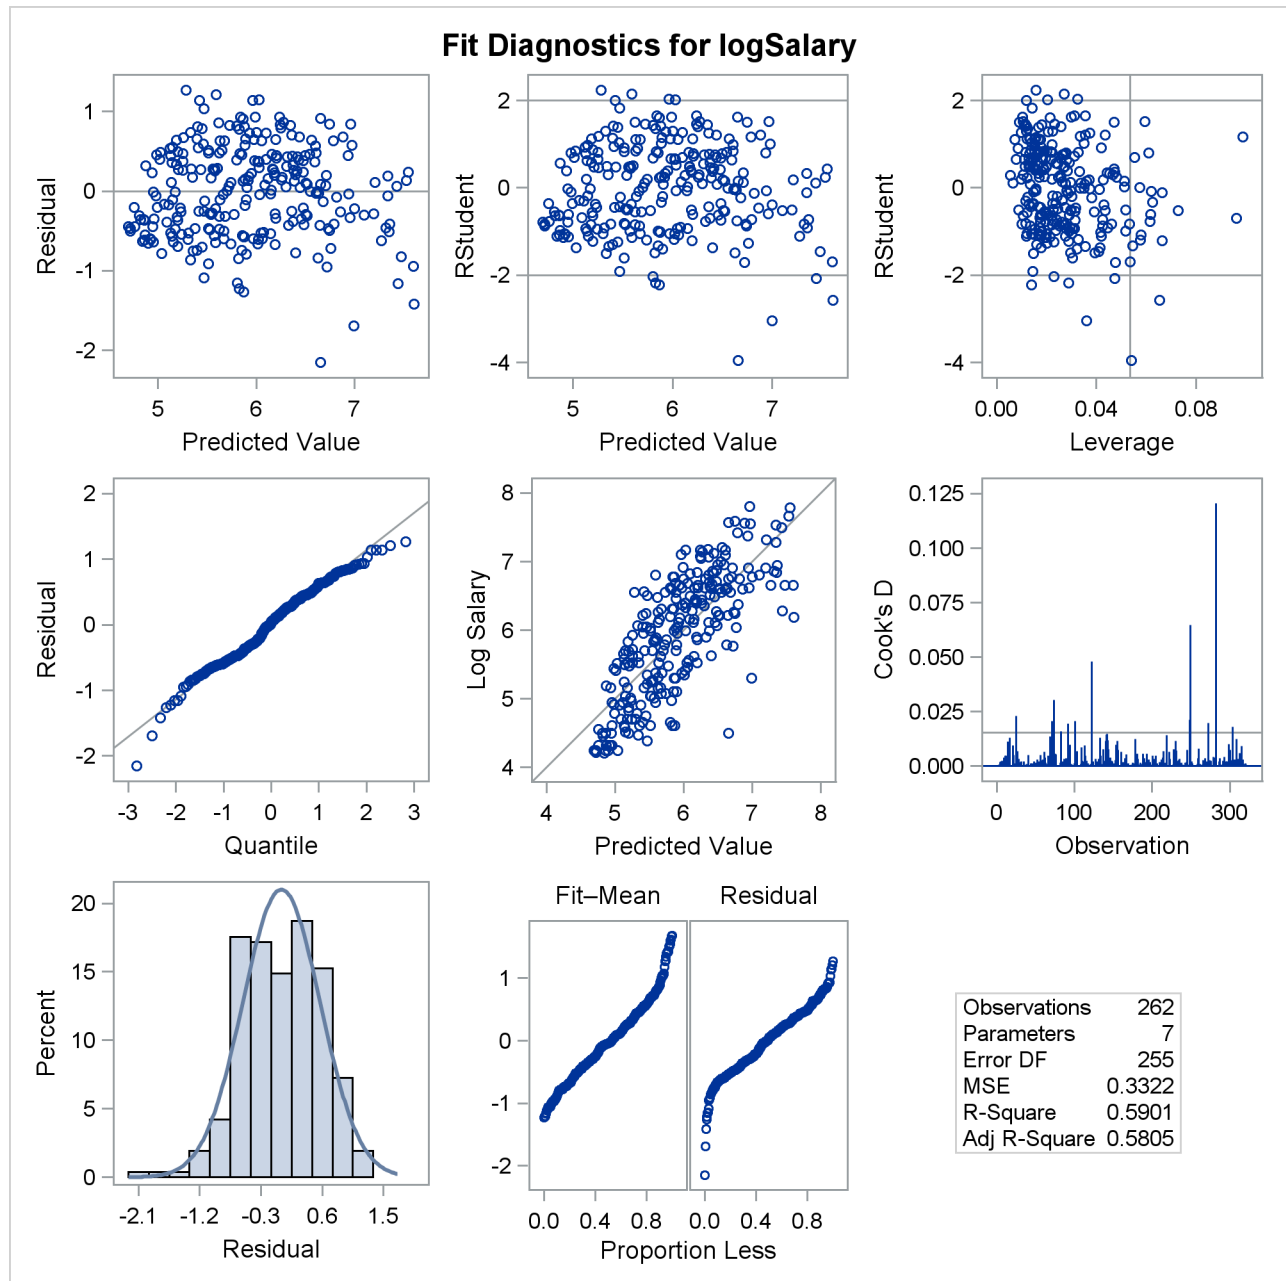 Fit Diagnostics for logSalary
Residual
1
0
-1
-2
5 6 7
Predicted Value
RStudent
2
0
-2
-4
5 6 7
Predicted Value
RStudent
2
0
-2
-4
0.00 0.04 0.08
Leverage
Residual
2
1
0
-1
-2
-3 -2 -1 0 1 2 3
Quantile
Log Salary
8
7
6
5
4
4 5 6 7 8
Predicted Value
Cook's D
0.125
0.100
0.075
0.050
0.025
0.000
0 100 200 300
Observation
Percent
20
15
10
5
0
-2.1 -1.2 -0.3 0.6 1.5
Residual
Fit–Mean Residual
1
0
-1
-2
0.0 0.4 0.8 0.0 0.4 0.8
Proportion Less
Observations 262
Parameters 7
Error DF 255
MSE 0.3322
R-Square 0.5901
Adj R-Square 0.5805